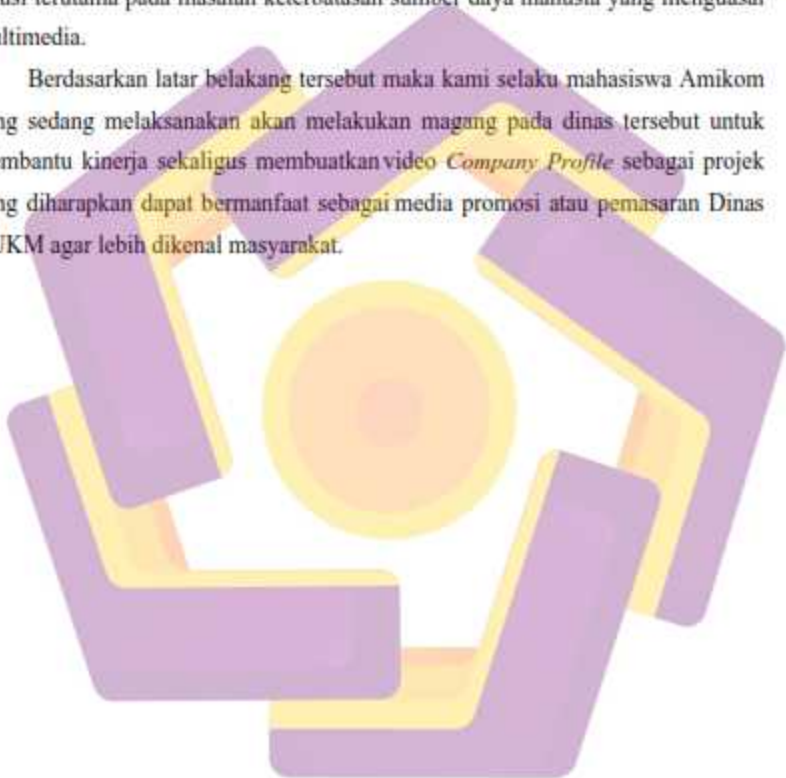 terutama pada masalah keterbatasan sumber daya manusia yang menguasai
ltimedia.
Berdasarkan latar belakang tersebut maka kami selaku mahasiswa Amikom
ng sedang melaksanakan akan melakukan magang pada dinas tersebut untuk
mbantu kinerja sekaligus membuatkan video Company Profile sebagai projek
ng diharapkan dapat bermanfaat sebagai media promosi atau pemasaran Dinas
UKM agar lebih dikenal masyarakat.